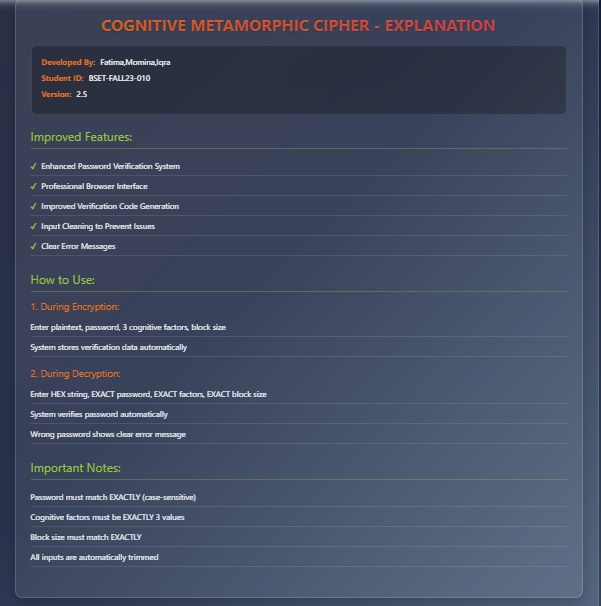 COGNITIVE METAMORPHIC CIPHER - EXPLANATION
Developed By: Fatima,Momina,Iqra
Student ID: BSET-FALL23-010
Version: 2.5
Improved Features:
✓ Enhanced Password Verification System
✓ Professional Browser Interface
✓ Improved Verification Code Generation
✓ Input Cleaning to Prevent Issues
✓ Clear Error Messages
How to Use:
1. During Encryption:
Enter plaintext, password, 3 cognitive factors, block size
System stores verification data automatically
2. During Decryption:
Enter HEX string, EXACT password, EXACT factors, EXACT block size
System verifies password automatically
Wrong password shows clear error message
Important Notes:
Password must match EXACTLY (case-sensitive)
Cognitive factors must be EXACTLY 3 values
Block size must match EXACTLY
All inputs are automatically trimmed